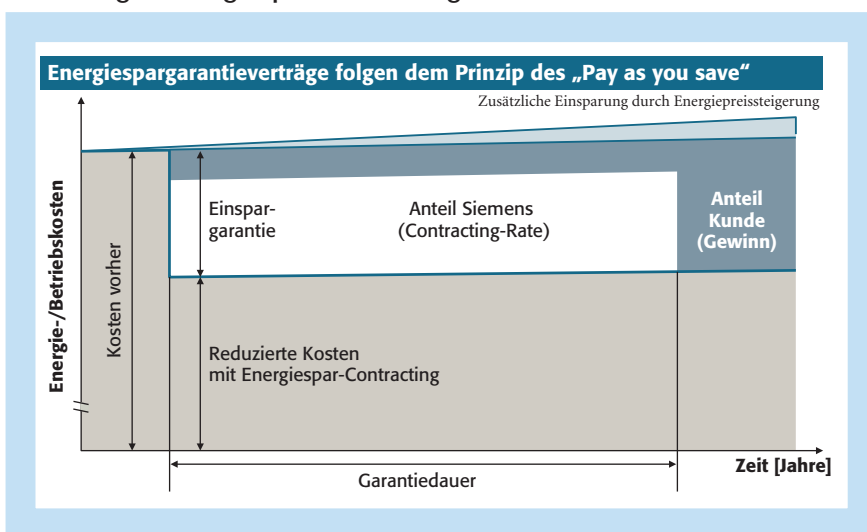 Energiespargarantieverträge folgen dem Prinzip des „Pay as you save“
Zusätzliche Einsparung durch Energiepreissteigerung
Energie-/Betriebskosten
Kosten vorher
Einspar-
garantie
Anteil Siemens
(Contracting-Rate)
Anteil
Kunde
(Gewinn)
Reduzierte Kosten
mit Energiespar-Contracting
Zeit [Jahre]
Garantiedauer